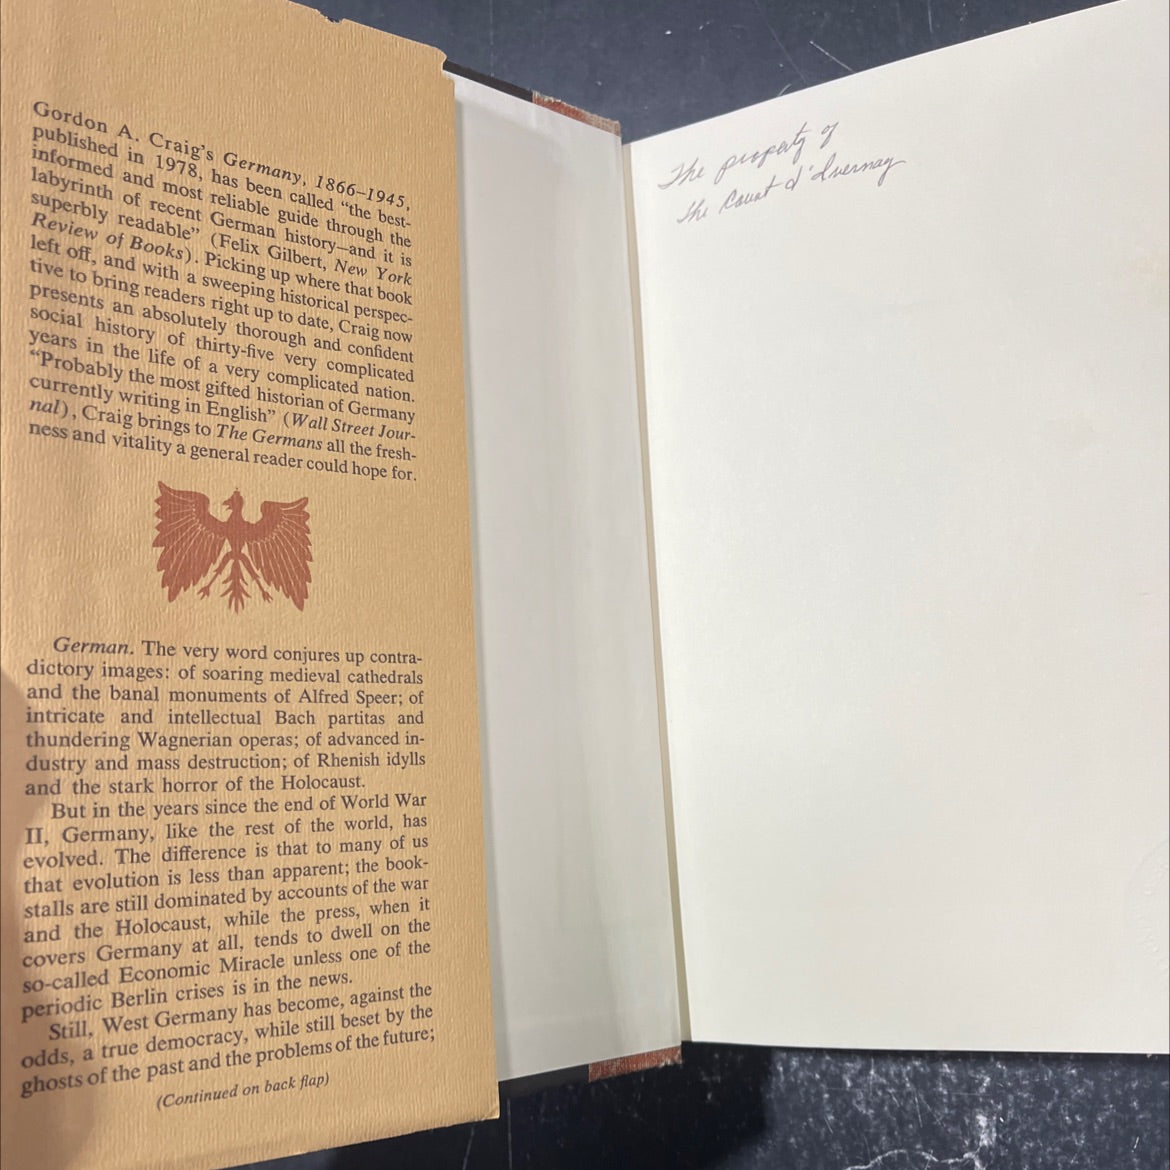 Gordon A. Craig's Germany, 1866–1945,
published in 1978, has been called "the best-
informed and most reliable guide through the
labyrinth of recent German history—and it is
superbly readable" (Felix Gilbert, New York
Review of Books). Picking up where that book
left off, and with a sweeping historical perspec-
tive to bring readers right up to date, Craig now
presents an absolutely thorough and confident
social history of thirty-five very complicated
years in the life of a very complicated nation.
"Probably the most gifted historian of Germany
currently writing in English" (Wall Street Jour-
nal), Craig brings to The Germans all the fresh-
ness and vitality a general reader could hope for.
German. The very word conjures up contra-
dictory images: of soaring medieval cathedrals
and the banal monuments of Alfred Speer; of
intricate and intellectual Bach partitas and
thundering Wagnerian operas; of advanced in-
dustry and mass destruction; of Rhenish idylls
and the stark horror of the Holocaust.
But in the years since the end of World War
II, Germany, like the rest of the world, has
evolved. The difference is that to many of us
that evolution is less than apparent; the book-
stalls are still dominated by accounts of the war
and the Holocaust, while the press, when it
covers Germany at all, tends to dwell on the
so-called Economic Miracle unless one of the
periodic Berlin crises is in the news.
Still, West Germany has become, against the
odds, a true democracy, while still beset by the
ghosts of the past and the problems of the future;
(Continued on back flap)
The property of
the Count d'Ivernay